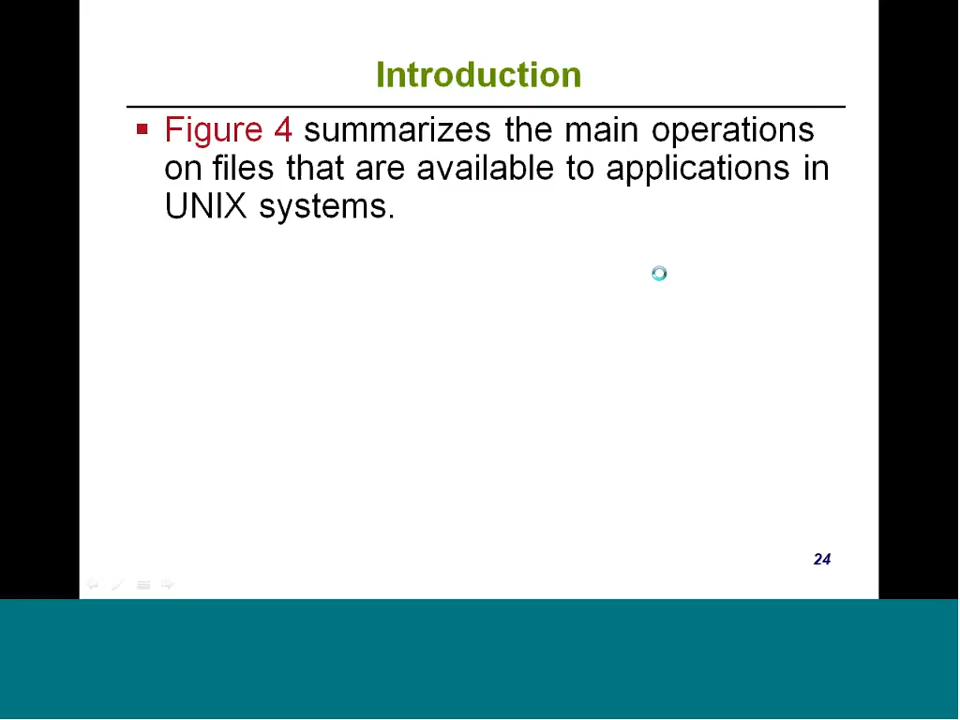 Introduction
▪ Figure 4 summarizes the main operations
on files that are available to applications in
UNIX systems.
24